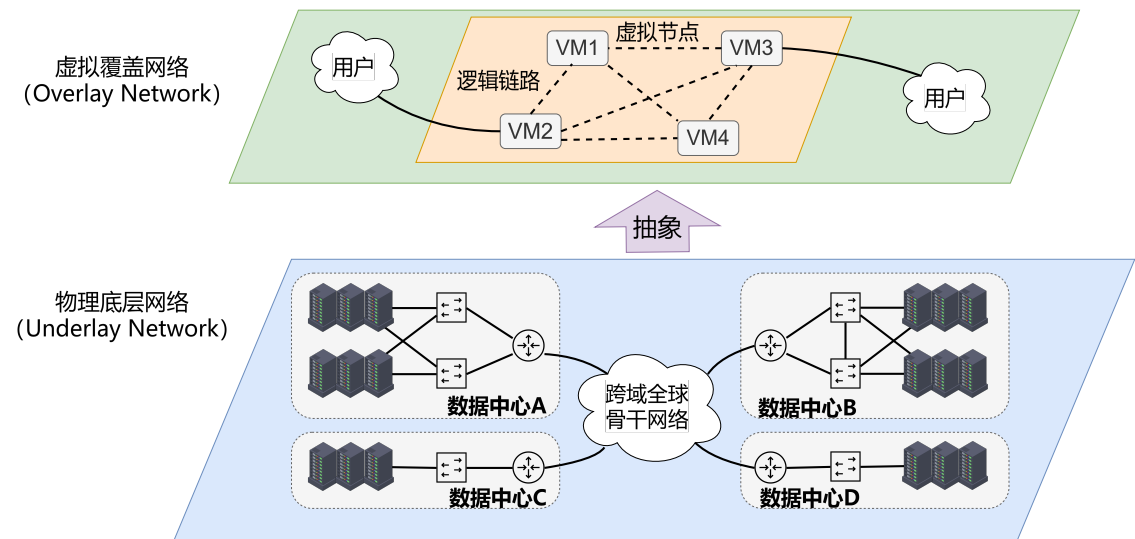 虚拟覆盖网络
（Overlay Network）
用户
VM1
虚拟节点
VM3
逻辑链路
用户
VM2
VM4
抽象
物理底层网络
（Underlay Network）
数据中心A
跨域全球
骨干网络
数据中心B
数据中心C
数据中心D